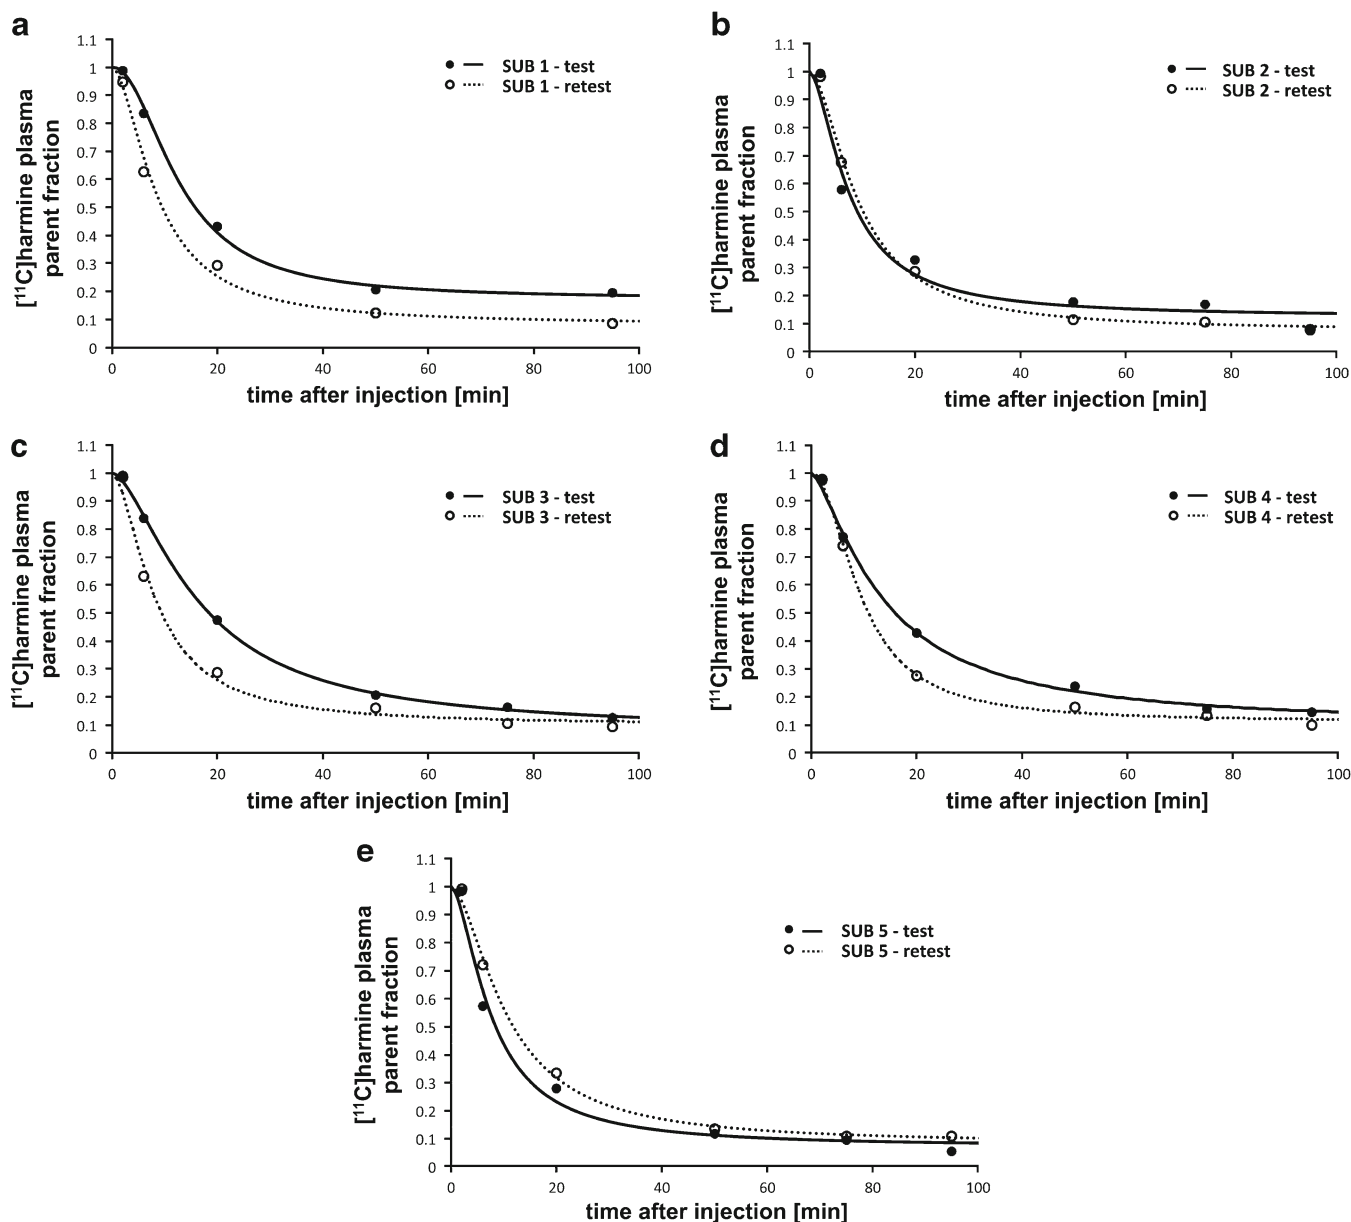 a
1.1
1
0.9
0.8
0.7
0.6
0.5
0.4
0.3
0.2
0.1
0
0 20 40 60 80 100
[¹¹C]harmine plasma
parent fraction
time after injection [min]
SUB 1 - test
SUB 1 - retest
b
1.1
1
0.9
0.8
0.7
0.6
0.5
0.4
0.3
0.2
0.1
0
0 20 40 60 80 100
[¹¹C]harmine plasma
parent fraction
time after injection [min]
SUB 2 - test
SUB 2 - retest
c
1.1
1
0.9
0.8
0.7
0.6
0.5
0.4
0.3
0.2
0.1
0
0 20 40 60 80 100
[¹¹C]harmine plasma
parent fraction
time after injection [min]
SUB 3 - test
SUB 3 - retest
d
1.1
1
0.9
0.8
0.7
0.6
0.5
0.4
0.3
0.2
0.1
0
0 20 40 60 80 100
[¹¹C]harmine plasma
parent fraction
time after injection [min]
SUB 4 - test
SUB 4 - retest
e
1.1
1
0.9
0.8
0.7
0.6
0.5
0.4
0.3
0.2
0.1
0
0 20 40 60 80 100
[¹¹C]harmine plasma
parent fraction
time after injection [min]
SUB 5 - test
SUB 5 - retest